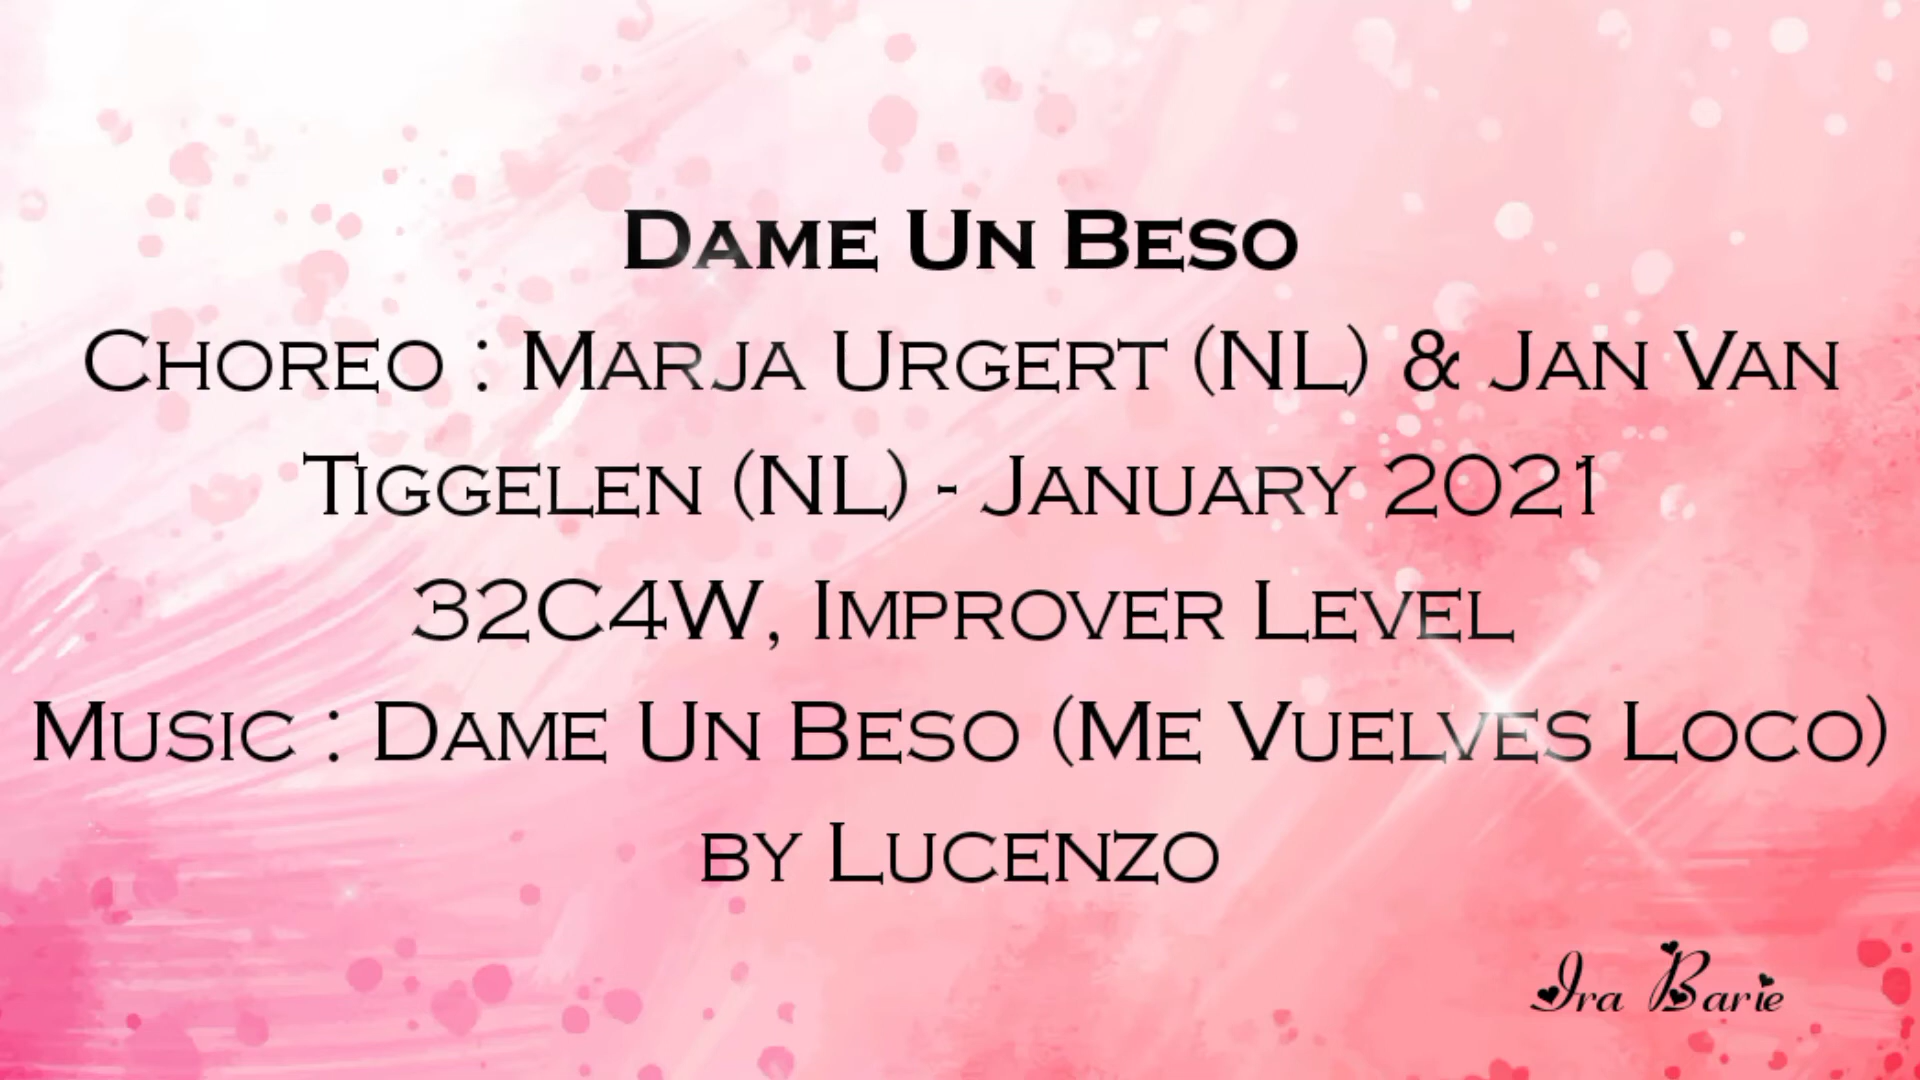 Dame Un Beso
Choreo : Marja Urgert (NL) & Jan Van
Tiggelen (NL) - January 2021
32C4W, Improver Level
Music : Dame Un Beso (Me Vuelves Loco)
by Lucenzo
Ira Barie